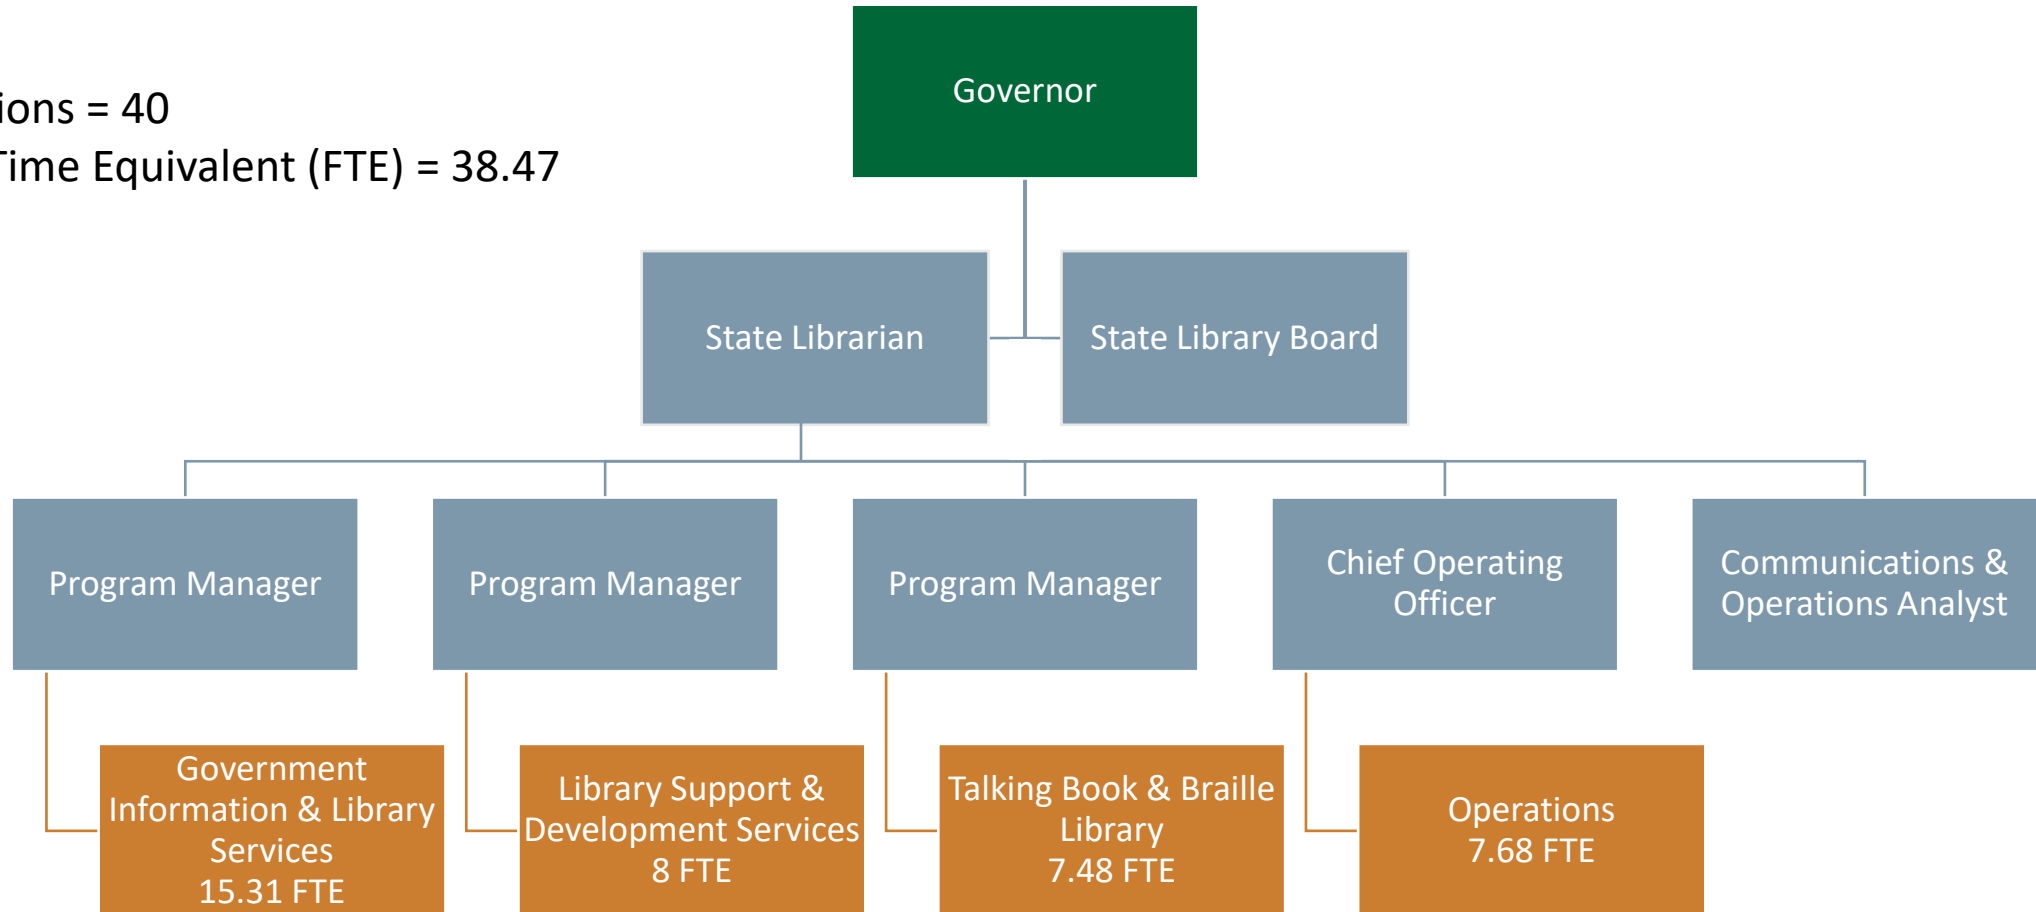 ions = 40
Time Equivalent (FTE) = 38.47
Governor
State Librarian
State Library Board
Program Manager
Program Manager
Program Manager
Chief Operating
Officer
Communications &
Operations Analyst
Government
Information & Library
Services
15.31 FTE
Library Support &
Development Services
8 FTE
Talking Book & Braille
Library
7.48 FTE
Operations
7.68 FTE